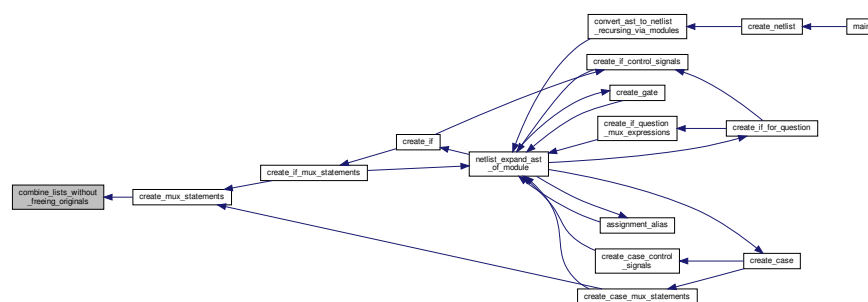 convert_ast_to_netlist
_recursing_via_modules
create_netlist
main
create_if_control_signals
create_gate
create_if_question
_mux_expressions
create_if_for_question
create_if
netlist_expand_ast
_of_module
create_if_mux_statements
combine_lists_without
_freeing_originals
create_mux_statements
assignment_alias
create_case_control
_signals
create_case
create_case_mux_statements